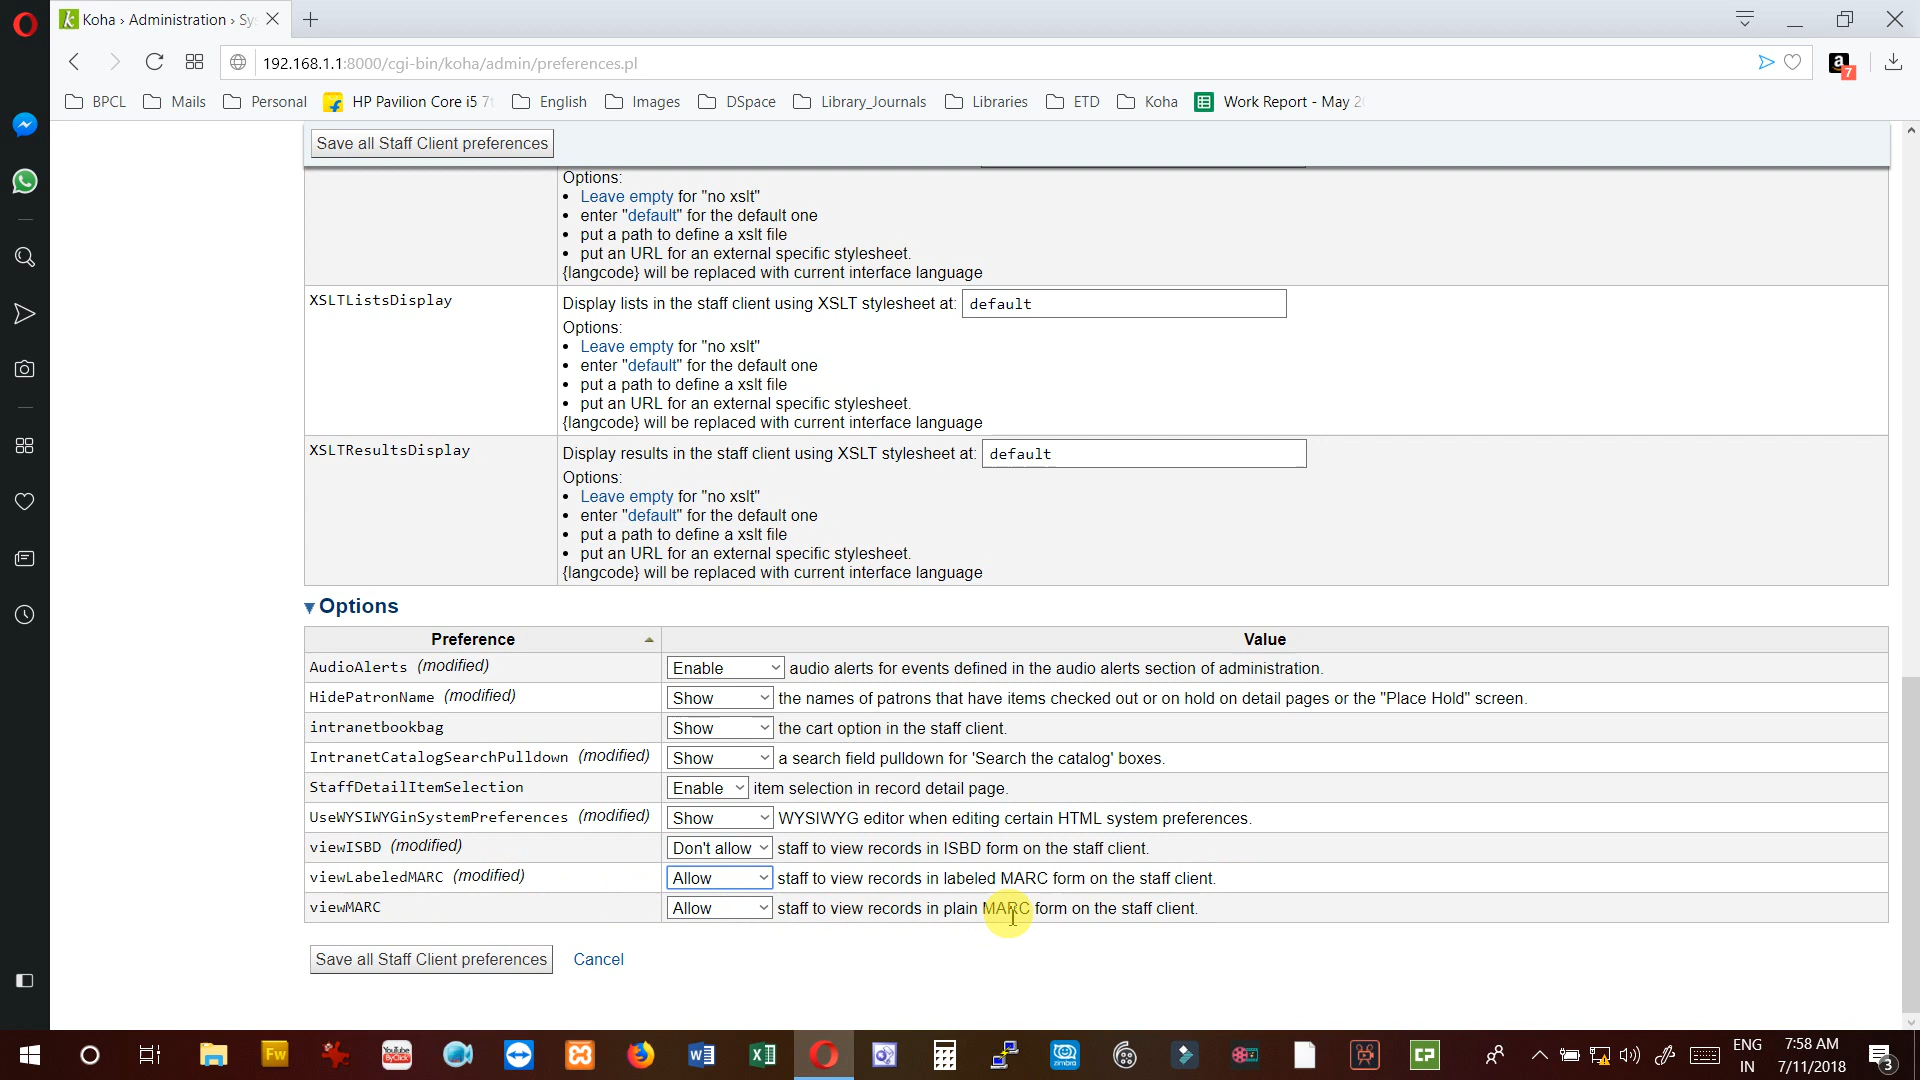 Koha › Administration › Sy
192.168.1.1:8000/cgi-bin/koha/admin/preferences.pl
7
BPCL
Mails
Personal
HP Pavilion Core i5 7
English
Images
DSpace
Library_Journals
Libraries
ETD
Koha
Work Report - May 2
Save all Staff Client preferences
Options:
• Leave empty for "no xslt"
• enter "default" for the default one
• put a path to define a xslt file
• put an URL for an external specific stylesheet.
{langcode} will be replaced with current interface language
XSLTListsDisplay
Display lists in the staff client using XSLT stylesheet at: default
Options:
• Leave empty for "no xslt"
• enter "default" for the default one
• put a path to define a xslt file
• put an URL for an external specific stylesheet.
{langcode} will be replaced with current interface language
XSLTResultsDisplay
Display results in the staff client using XSLT stylesheet at: default
Options:
• Leave empty for "no xslt"
• enter "default" for the default one
• put a path to define a xslt file
• put an URL for an external specific stylesheet.
{langcode} will be replaced with current interface language
Options
Preference Value
AudioAlerts (modified) Enable audio alerts for events defined in the audio alerts section of administration.
HidePatronName (modified) Show the names of patrons that have items checked out or on hold on detail pages or the "Place Hold" screen.
intranetbookbag Show the cart option in the staff client.
IntranetCatalogSearchPulldown (modified) Show a search field pulldown for 'Search the catalog' boxes.
StaffDetailItemSelection Enable item selection in record detail page.
UseWYSIWYGinSystemPreferences (modified) Show WYSIWYG editor when editing certain HTML system preferences.
viewISBD (modified) Don't allow staff to view records in ISBD form on the staff client.
viewLabeledMARC (modified) Allow staff to view records in labeled MARC form on the staff client.
viewMARC Allow staff to view records in plain MARC form on the staff client.
Save all Staff Client preferences Cancel
ENG
IN
7:58 AM
7/11/2018
3